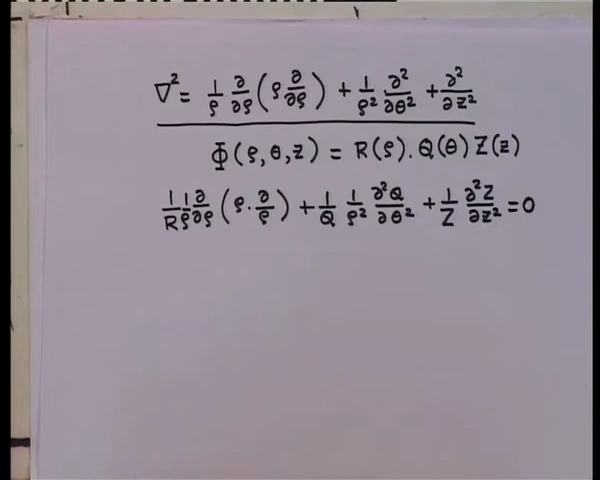 ∇² = 1/ρ ∂/∂ρ (ρ ∂/∂ρ) + 1/ρ² ∂²/∂θ² + ∂²/∂z²
Φ(ρ, θ, z) = R(ρ). Q(θ) Z(z)
1/R 1/ρ ∂/∂ρ (ρ · ∂/ρ) + 1/Q 1/ρ² ∂²Q/∂θ² + 1/Z ∂²Z/∂z² = 0